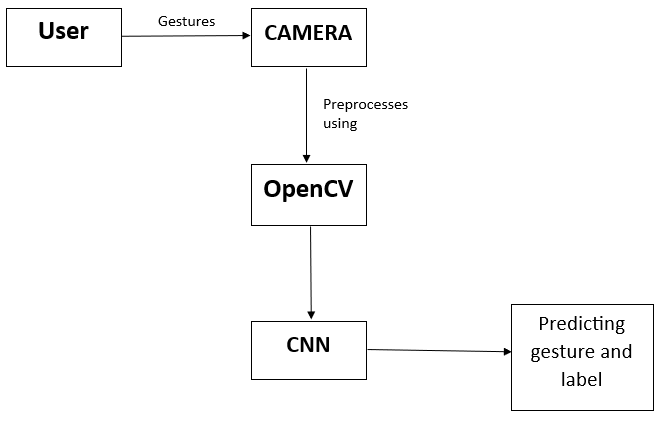 User
Gestures
CAMERA
Preprocesses
using
OpenCV
CNN
Predicting
gesture and
label